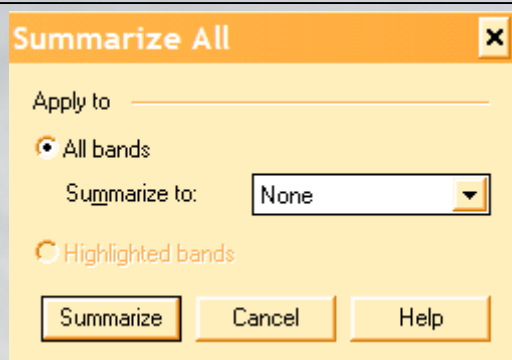 Summarize All
Apply to
All bands
Summarize to: None
Highlighted bands
Summarize Cancel Help